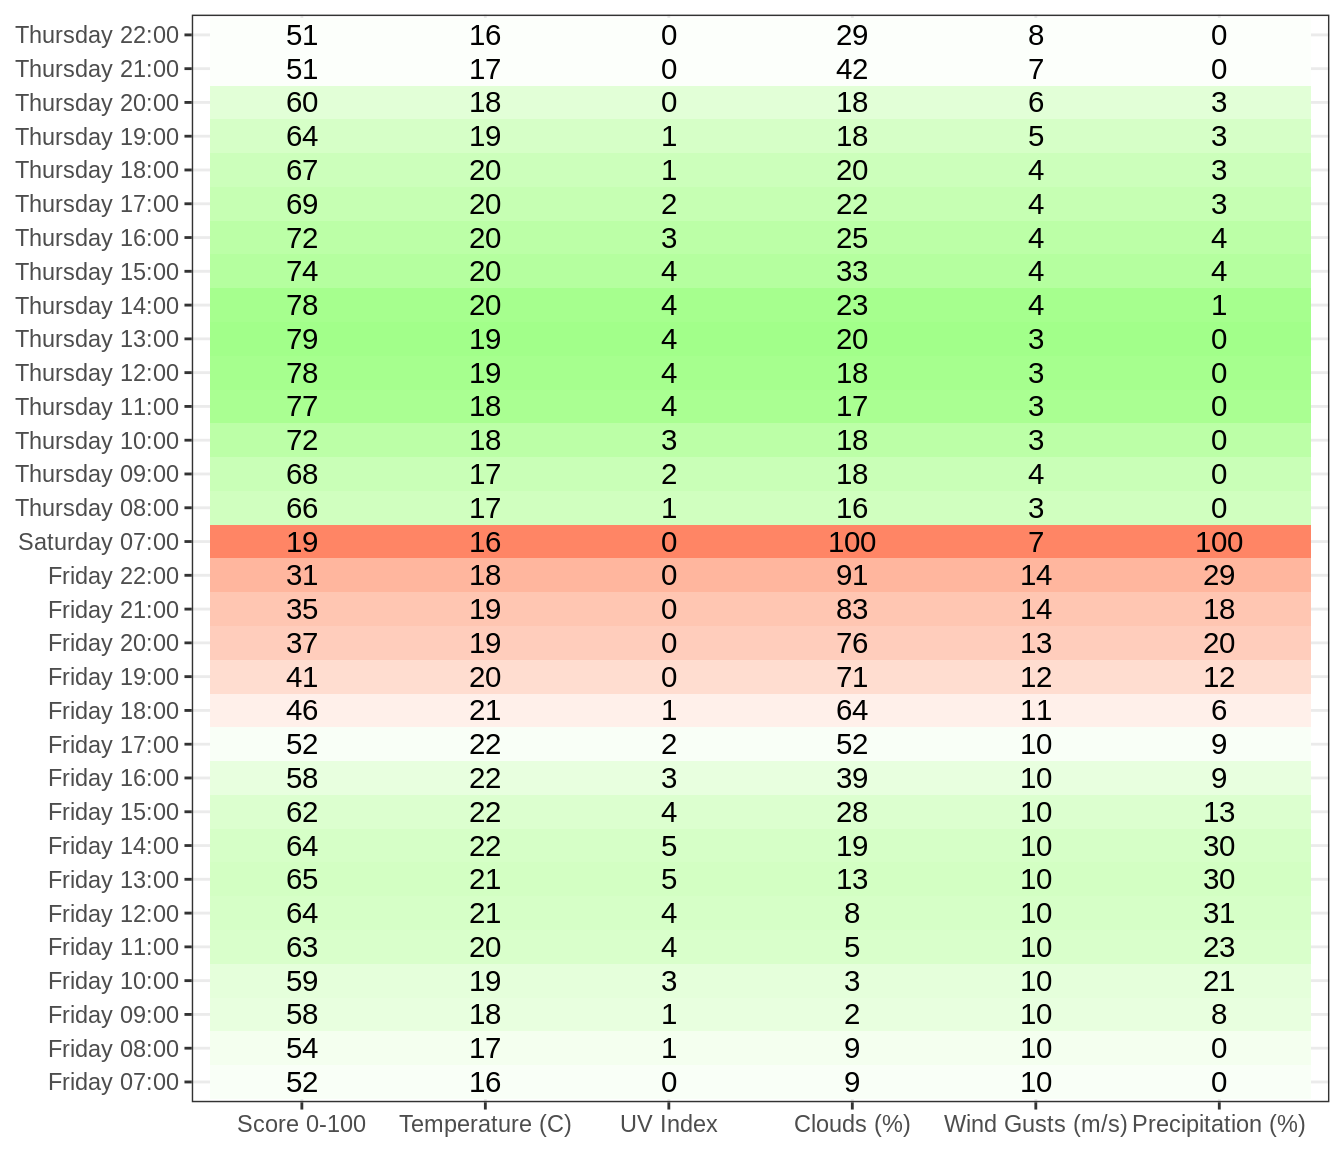 Thursday 22:00 51 16 0 29 8 0
Thursday 21:00 51 17 0 42 7 0
Thursday 20:00 60 18 0 18 6 3
Thursday 19:00 64 19 1 18 5 3
Thursday 18:00 67 20 1 20 4 3
Thursday 17:00 69 20 2 22 4 3
Thursday 16:00 72 20 3 25 4 4
Thursday 15:00 74 20 4 33 4 4
Thursday 14:00 78 20 4 23 4 1
Thursday 13:00 79 19 4 20 3 0
Thursday 12:00 78 19 4 18 3 0
Thursday 11:00 77 18 4 17 3 0
Thursday 10:00 72 18 3 18 3 0
Thursday 09:00 68 17 2 18 4 0
Thursday 08:00 66 17 1 16 3 0
Saturday 07:00 19 16 0 100 7 100
Friday 22:00 31 18 0 91 14 29
Friday 21:00 35 19 0 83 14 18
Friday 20:00 37 19 0 76 13 20
Friday 19:00 41 20 0 71 12 12
Friday 18:00 46 21 1 64 11 6
Friday 17:00 52 22 2 52 10 9
Friday 16:00 58 22 3 39 10 9
Friday 15:00 62 22 4 28 10 13
Friday 14:00 64 22 5 19 10 30
Friday 13:00 65 21 5 13 10 30
Friday 12:00 64 21 4 8 10 31
Friday 11:00 63 20 4 5 10 23
Friday 10:00 59 19 3 3 10 21
Friday 09:00 58 18 1 2 10 8
Friday 08:00 54 17 1 9 10 0
Friday 07:00 52 16 0 9 10 0
Score 0-100 Temperature (C) UV Index Clouds (%) Wind Gusts (m/s) Precipitation (%)